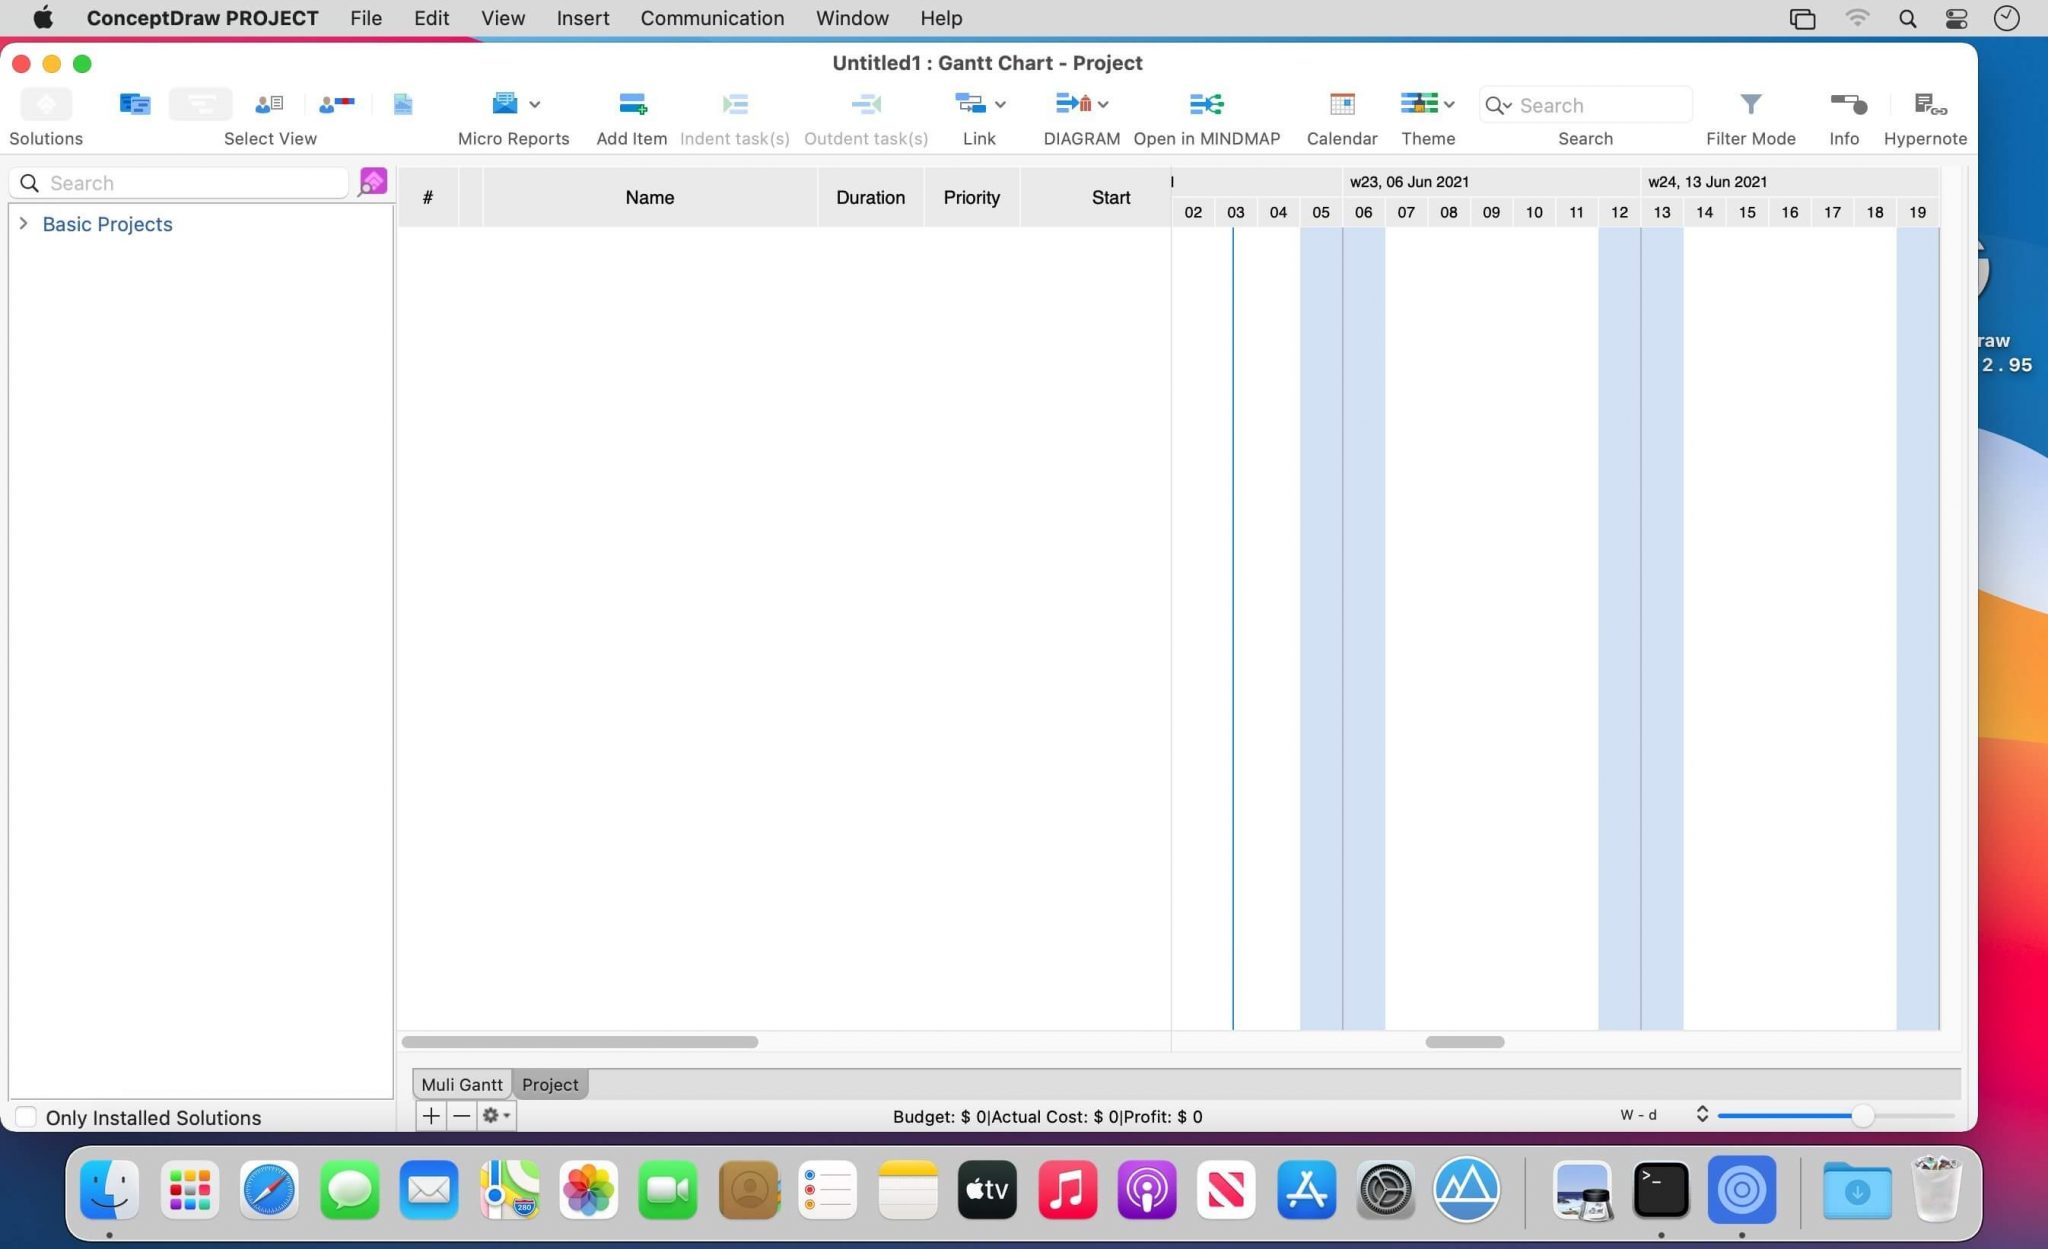 ConceptDraw PROJECT File Edit View Insert Communication Window Help
Untitled1 : Gantt Chart - Project
Search
Solutions Select View Micro Reports Add Item Indent task(s) Outdent task(s) Link DIAGRAM Open in MINDMAP Calendar Theme Search Filter Mode Info Hypernote
Search
# Name Duration Priority Start
w23, 06 Jun 2021 w24, 13 Jun 2021
02 03 04 05 06 07 08 09 10 11 12 13 14 15 16 17 18 19
Basic Projects
raw
2.95
Muli Gantt Project
Only Installed Solutions
Budget: $ 0|Actual Cost: $ 0|Profit: $ 0
W - d
280
tv
>_